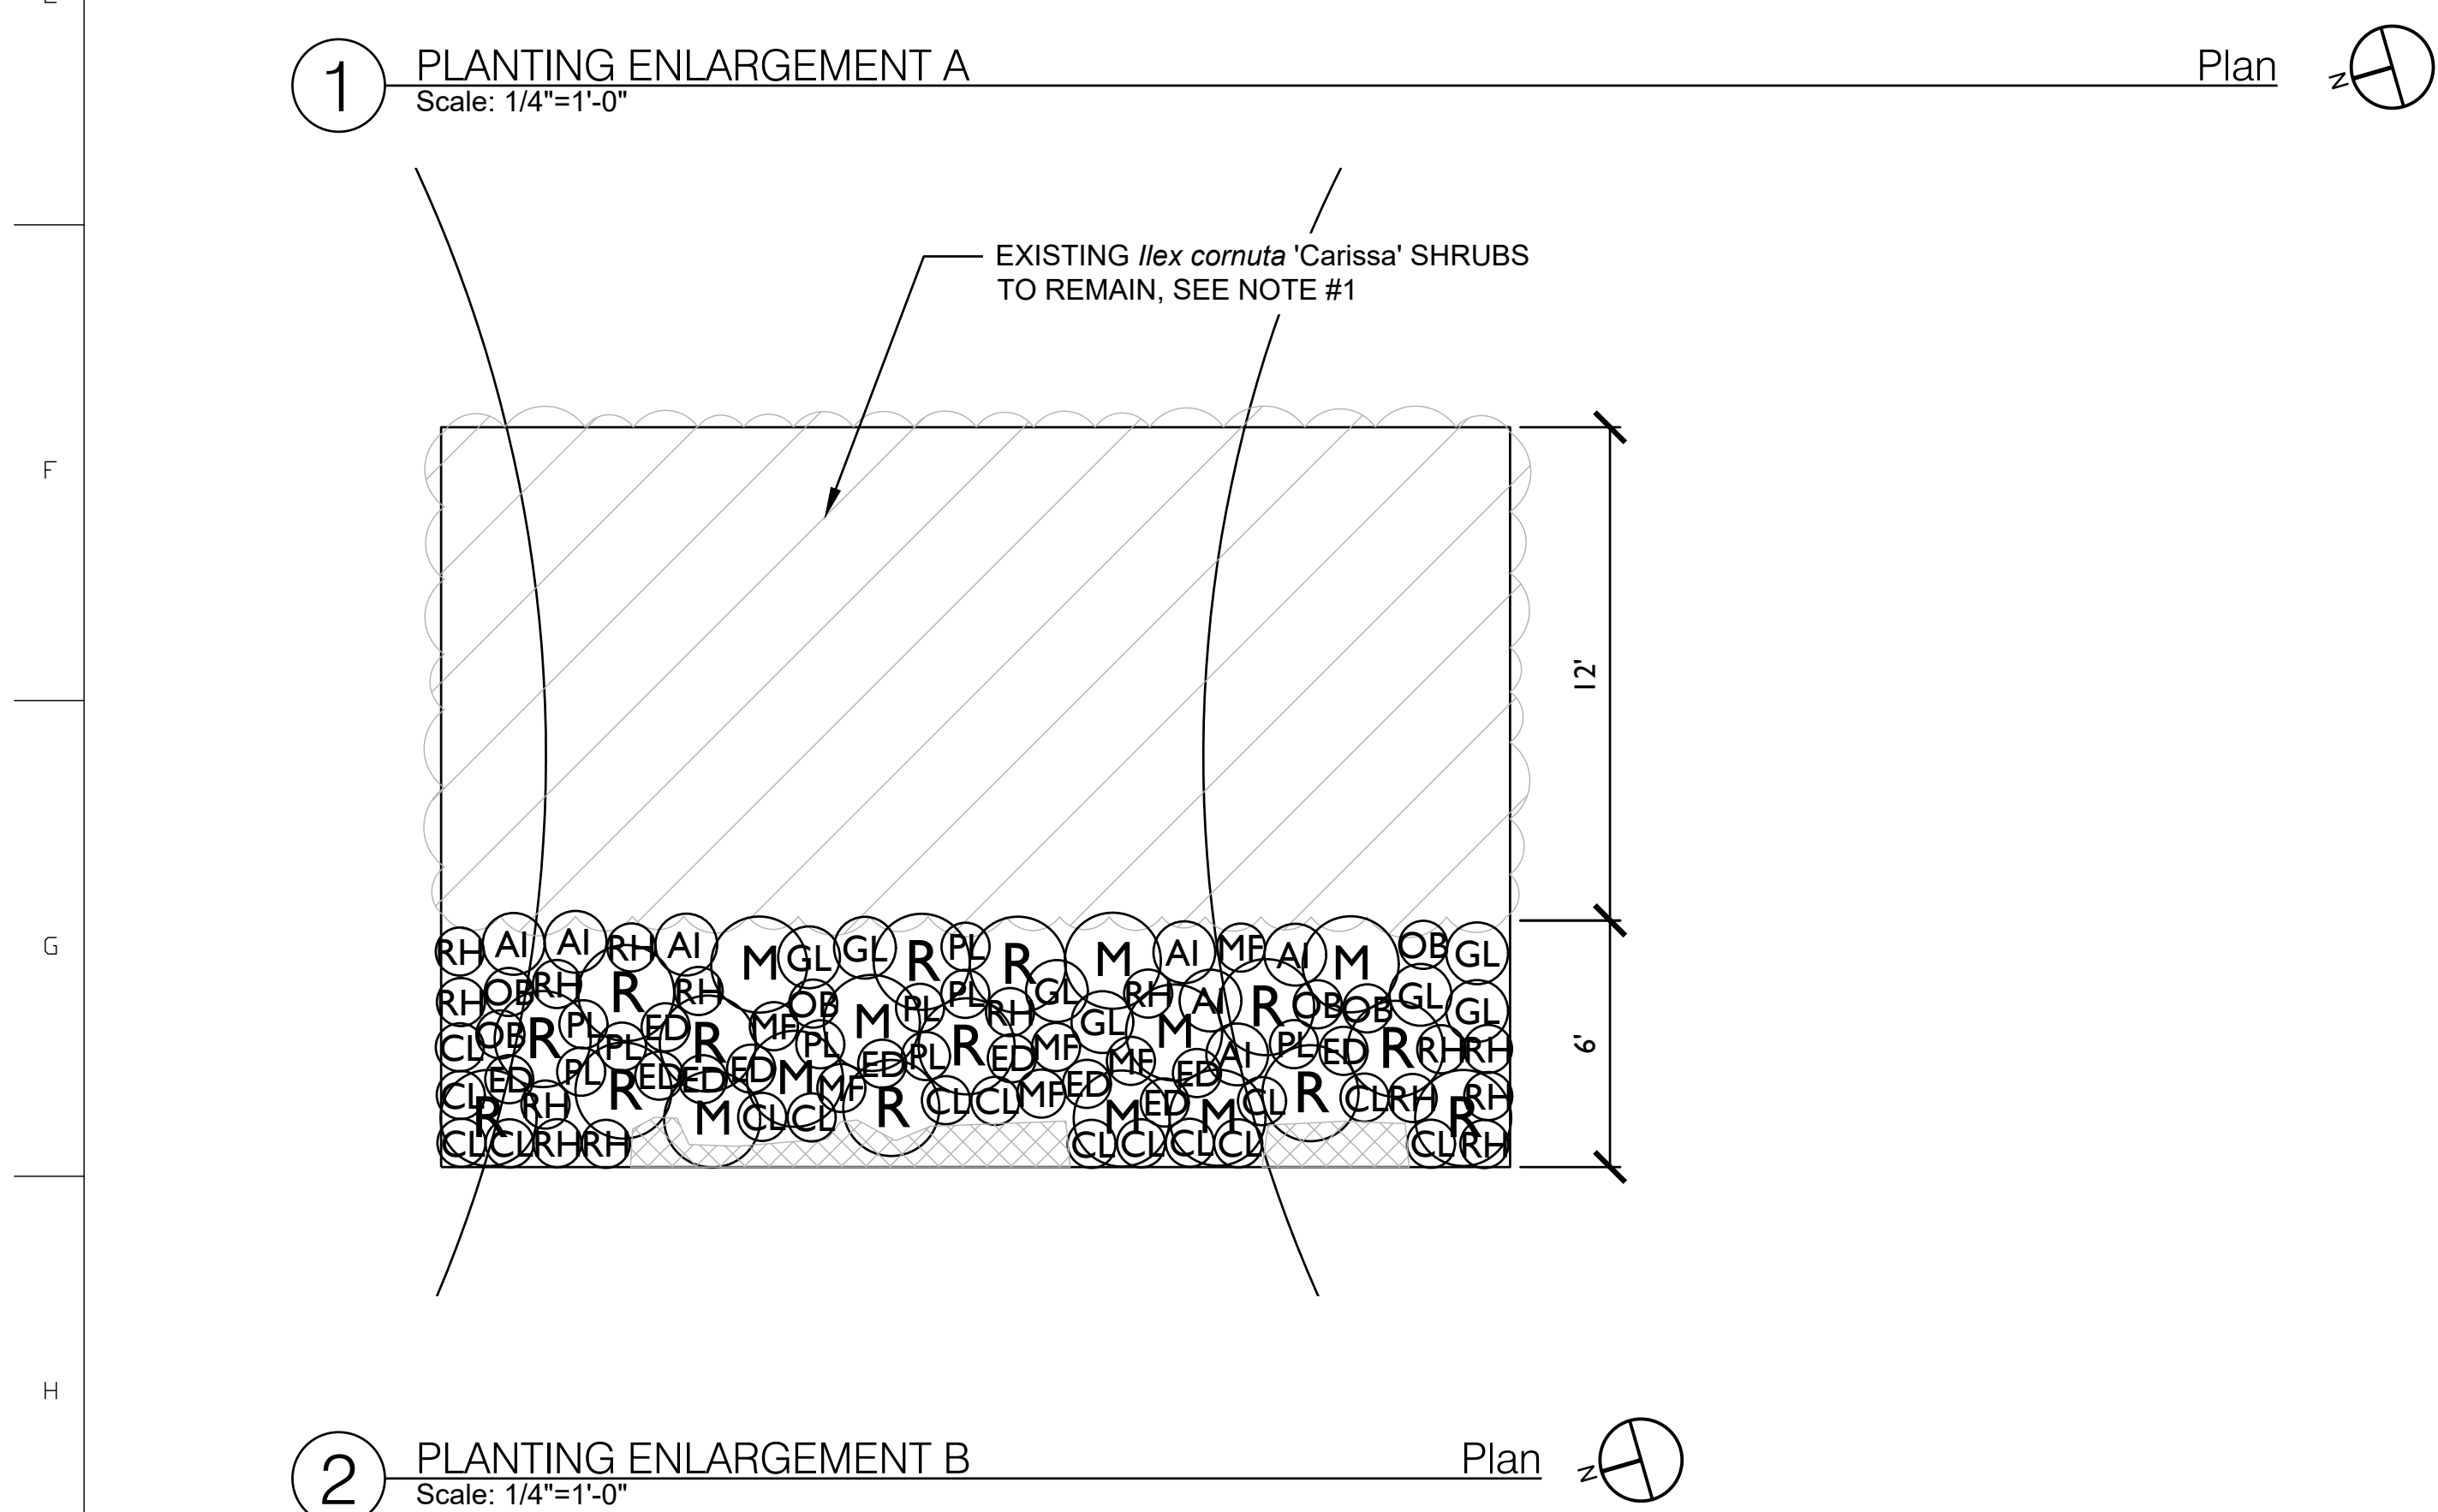 1
PLANTING ENLARGEMENT A
Plan
Scale: 1/4"=1'-0"
N
EXISTING Ilex cornuta 'Carissa' SHRUBS
TO REMAIN, SEE NOTE #1
F
12'
G
RH AI AI RH AI M GL GL R PL R M AI MF AI M OB GL
RH OB RH R RH OB M PL PL RH GL RH AI R OB OB GL GL
CL OB R PL PL ED R MF PL ED PL R ED MF GL MF M ED AI PL ED R RH RH
CL ED PL R ED ED ED M MF R CL CL MF ED ED CL R CL RH RH
R RH M CL CL M M R
CL CL RH RH CL CL CL CL CL RH
6'
H
2
PLANTING ENLARGEMENT B
Plan
Scale: 1/4"=1'-0"
N